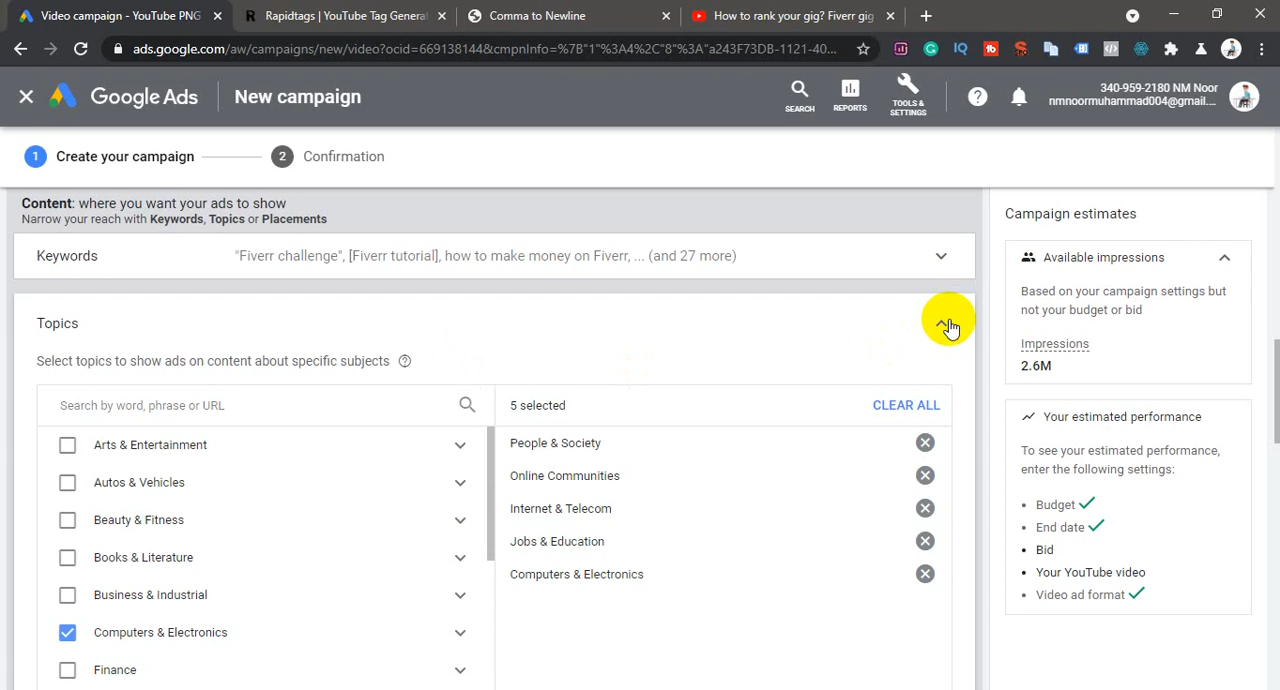 Video campaign - YouTube PNG
Rapidtags | YouTube Tag Genera
Comma to Newline
How to rank your gig? Fiverr gig
ads.google.com/aw/campaigns/new/video?ocid=669138144&cmpnInfo=%7B"1"%3A4%2C"8"%3A"a243F73DB-1121-40...
Google Ads
New campaign
SEARCH
REPORTS
TOOLS & SETTINGS
340-959-2180 NM Noor
nmnoormuhammad004@gmail....
1 Create your campaign
2 Confirmation
Content: where you want your ads to show
Narrow your reach with Keywords, Topics or Placements
Keywords
"Fiverr challenge", [Fiverr tutorial], how to make money on Fiverr, ... (and 27 more)
Topics
Select topics to show ads on content about specific subjects
Search by word, phrase or URL
Arts & Entertainment
Autos & Vehicles
Beauty & Fitness
Books & Literature
Business & Industrial
Computers & Electronics
Finance
5 selected
CLEAR ALL
People & Society
Online Communities
Internet & Telecom
Jobs & Education
Computers & Electronics
Campaign estimates
Available impressions
Based on your campaign settings but
not your budget or bid
Impressions
2.6M
Your estimated performance
To see your estimated performance,
enter the following settings:
Budget
End date
Bid
Your YouTube video
Video ad format